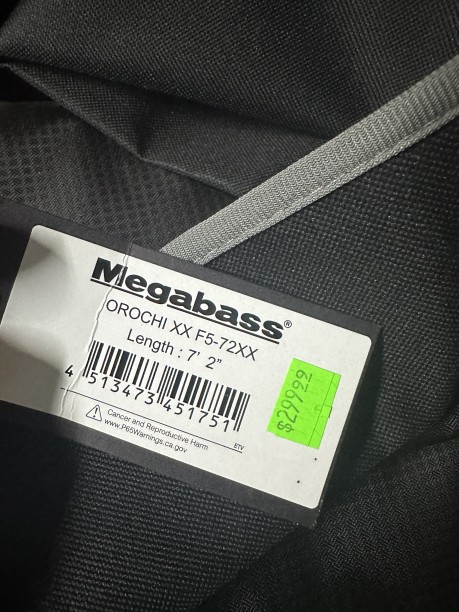 Megabass®
OROCHI XX F5-72XX
Length : 7' 2"
4 513473 451751
Cancer and Reproductive Harm
www.P65Warnings.ca.gov
ETV
$299.99